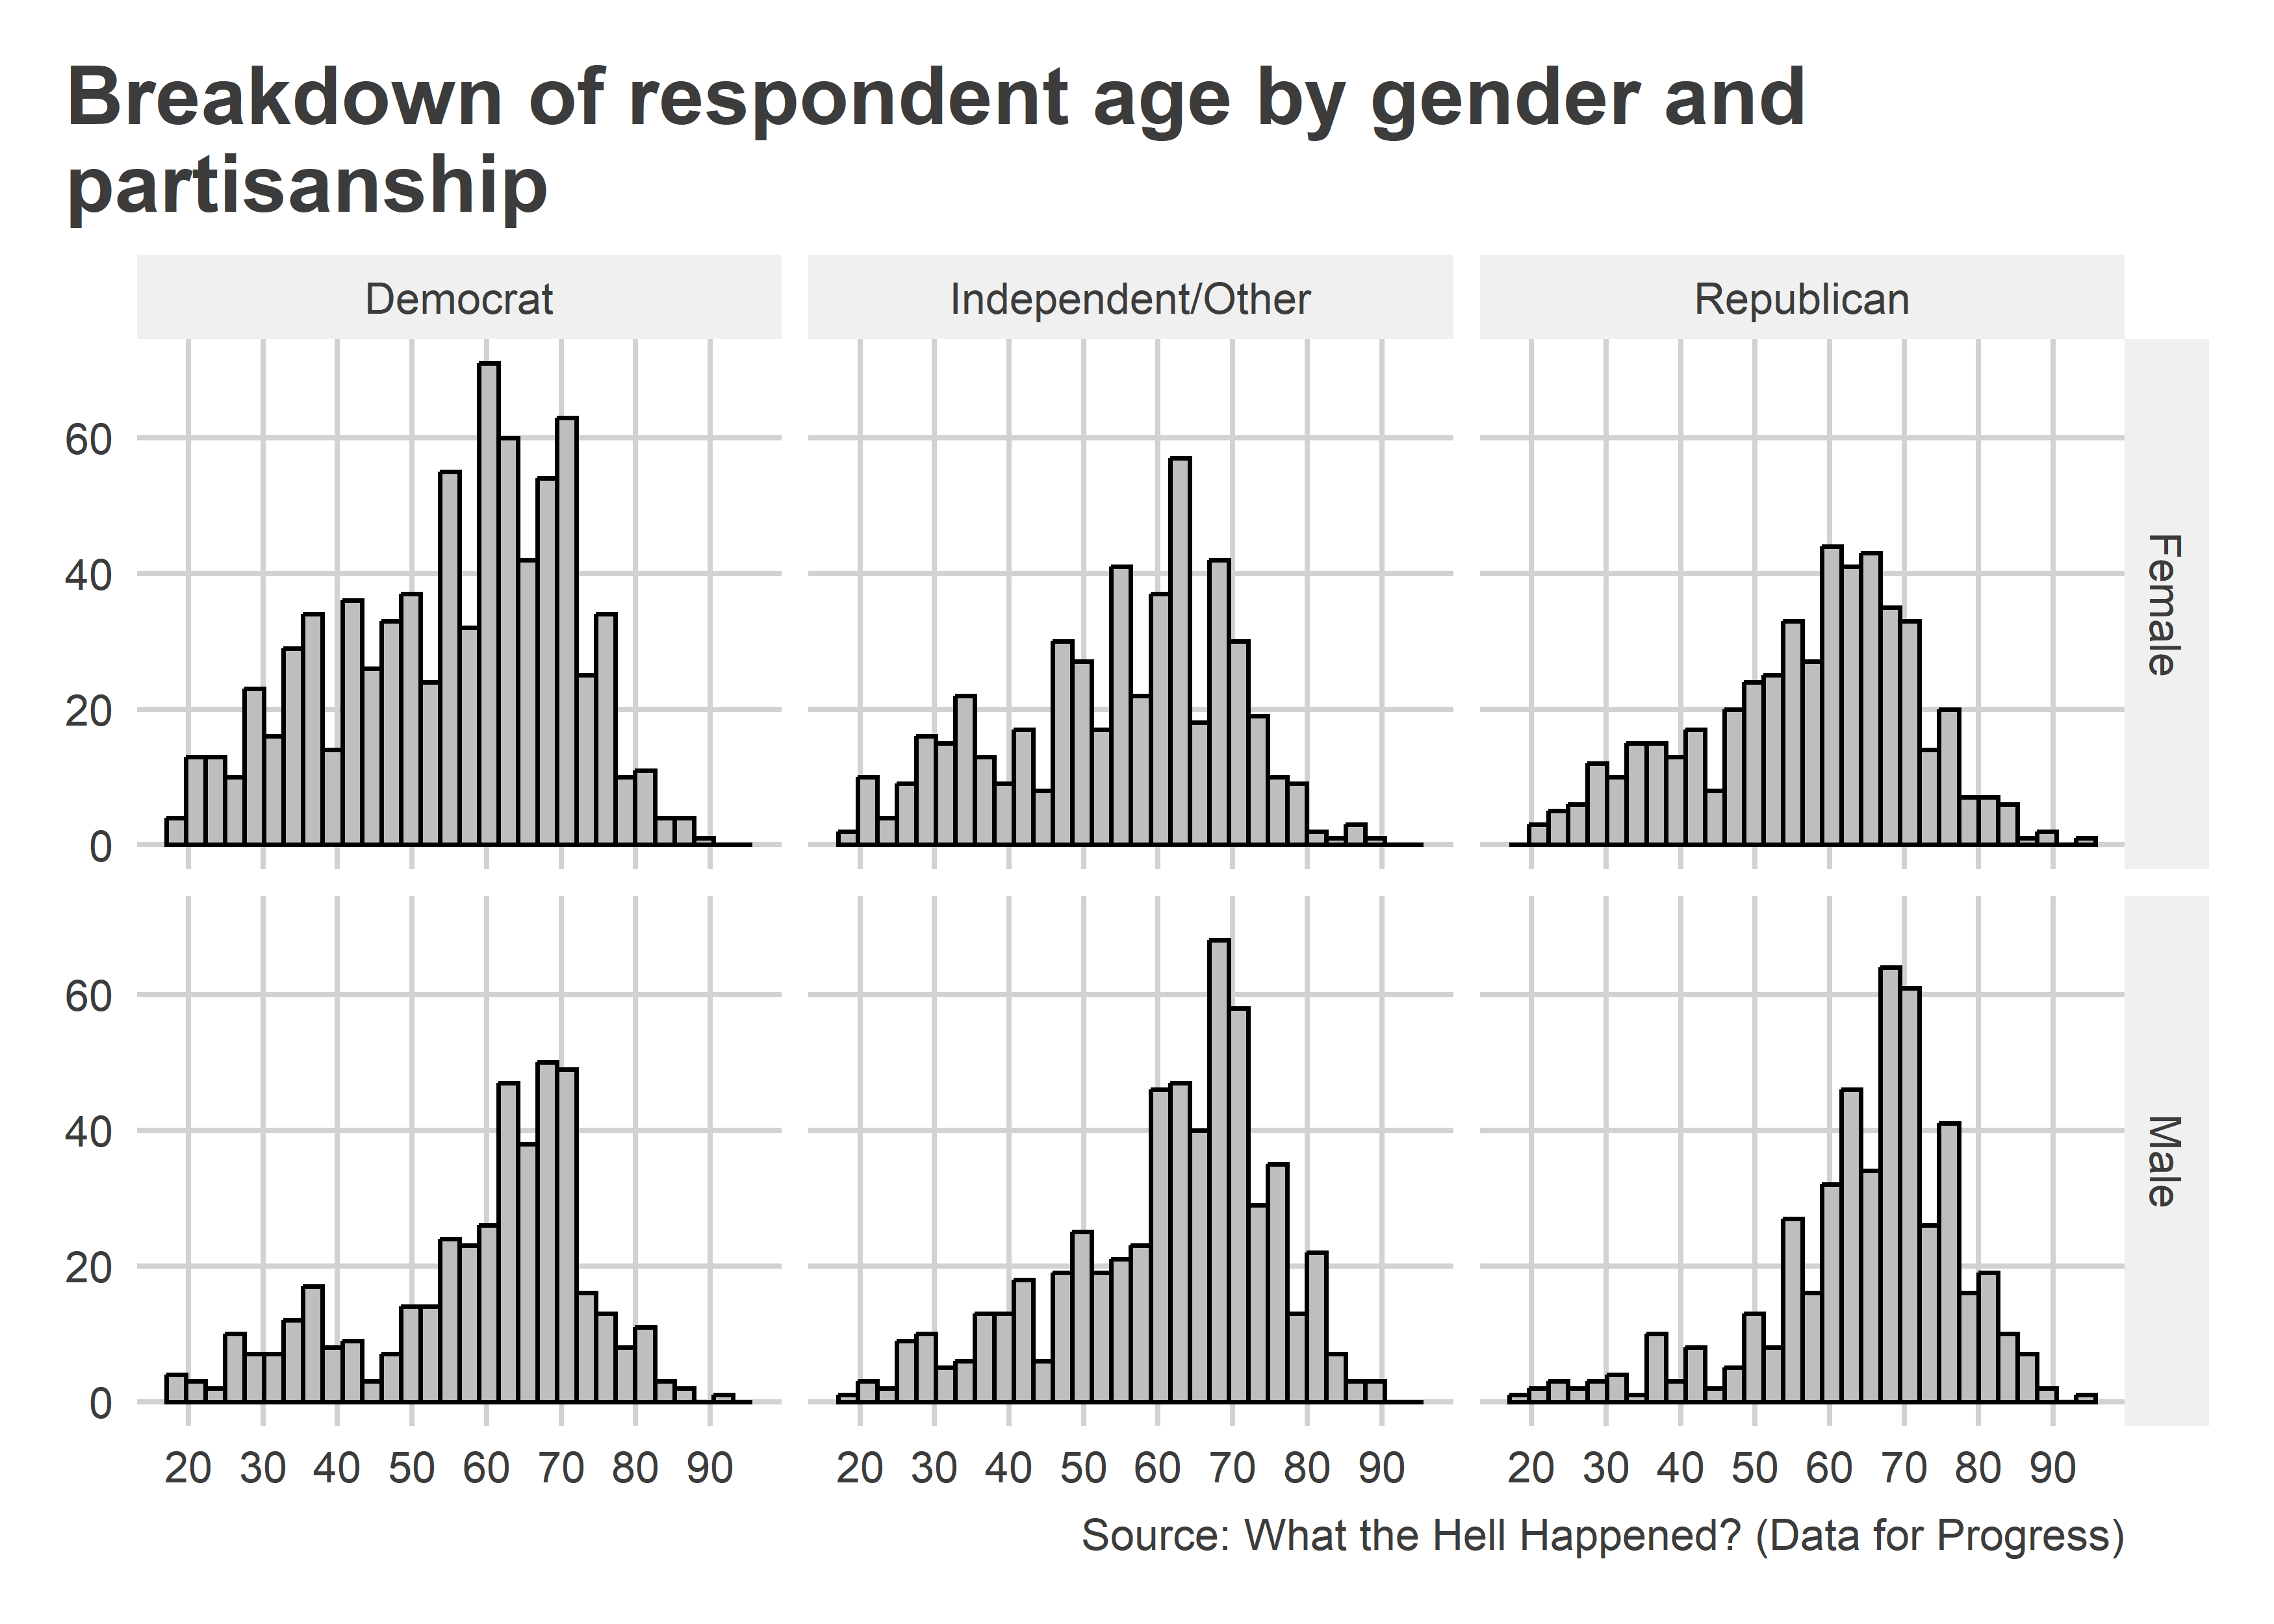 Breakdown of respondent age by gender and
partisanship
Democrat Independent/Other Republican
60
40
20
0
Female
60
40
20
0
Male
20 30 40 50 60 70 80 90 20 30 40 50 60 70 80 90 20 30 40 50 60 70 80 90
Source: What the Hell Happened? (Data for Progress)